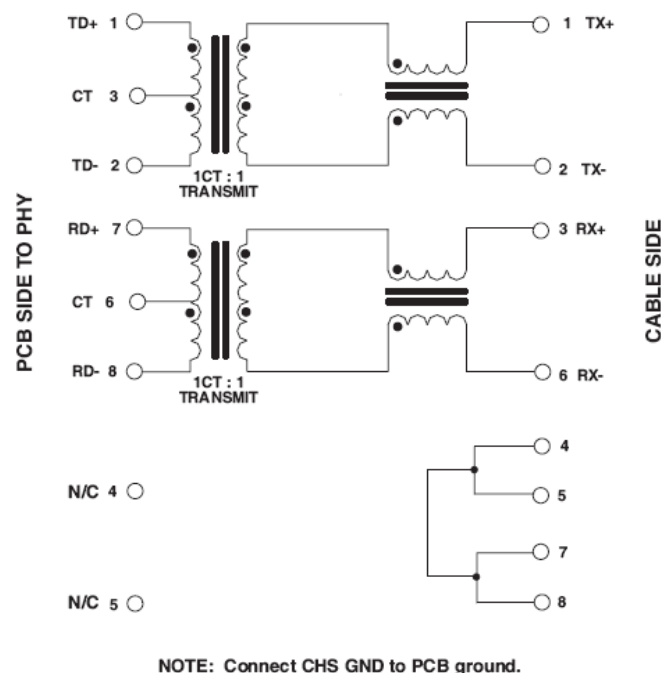 TD+ 1
1 TX+
CT 3
TD- 2
2 TX-
1CT : 1
TRANSMIT
RD+ 7
3 RX+
CT 6
RD- 8
6 RX-
1CT : 1
TRANSMIT
PCB SIDE TO PHY
CABLE SIDE
4
N/C 4
5
7
N/C 5
8
NOTE: Connect CHS GND to PCB ground.